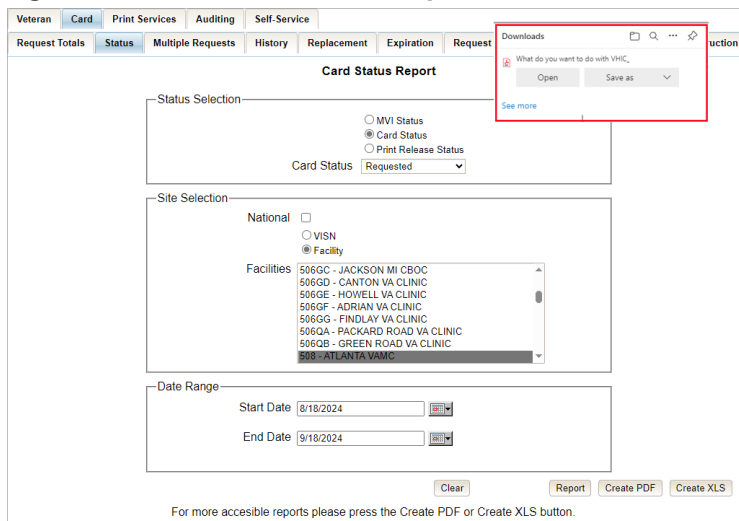 Veteran Card Print Services Auditing Self-Service
Request Totals Status Multiple Requests History Replacement Expiration Request uction
Downloads
What do you want to do with VHIC_
Open Save as
See more
Card Status Report
Status Selection
MVI Status
Card Status
Print Release Status
Card Status Requested
Site Selection
National
VISN
Facility
Facilities
506GC - JACKSON MI CBOC
506GD - CANTON VA CLINIC
506GE - HOWELL VA CLINIC
506GF - ADRIAN VA CLINIC
506GG - FINDLAY VA CLINIC
506QA - PACKARD ROAD VA CLINIC
506QB - GREEN ROAD VA CLINIC
508 - ATLANTA VAMC
Date Range
Start Date 8/18/2024
End Date 9/18/2024
Clear Report Create PDF Create XLS
For more accesible reports please press the Create PDF or Create XLS button.